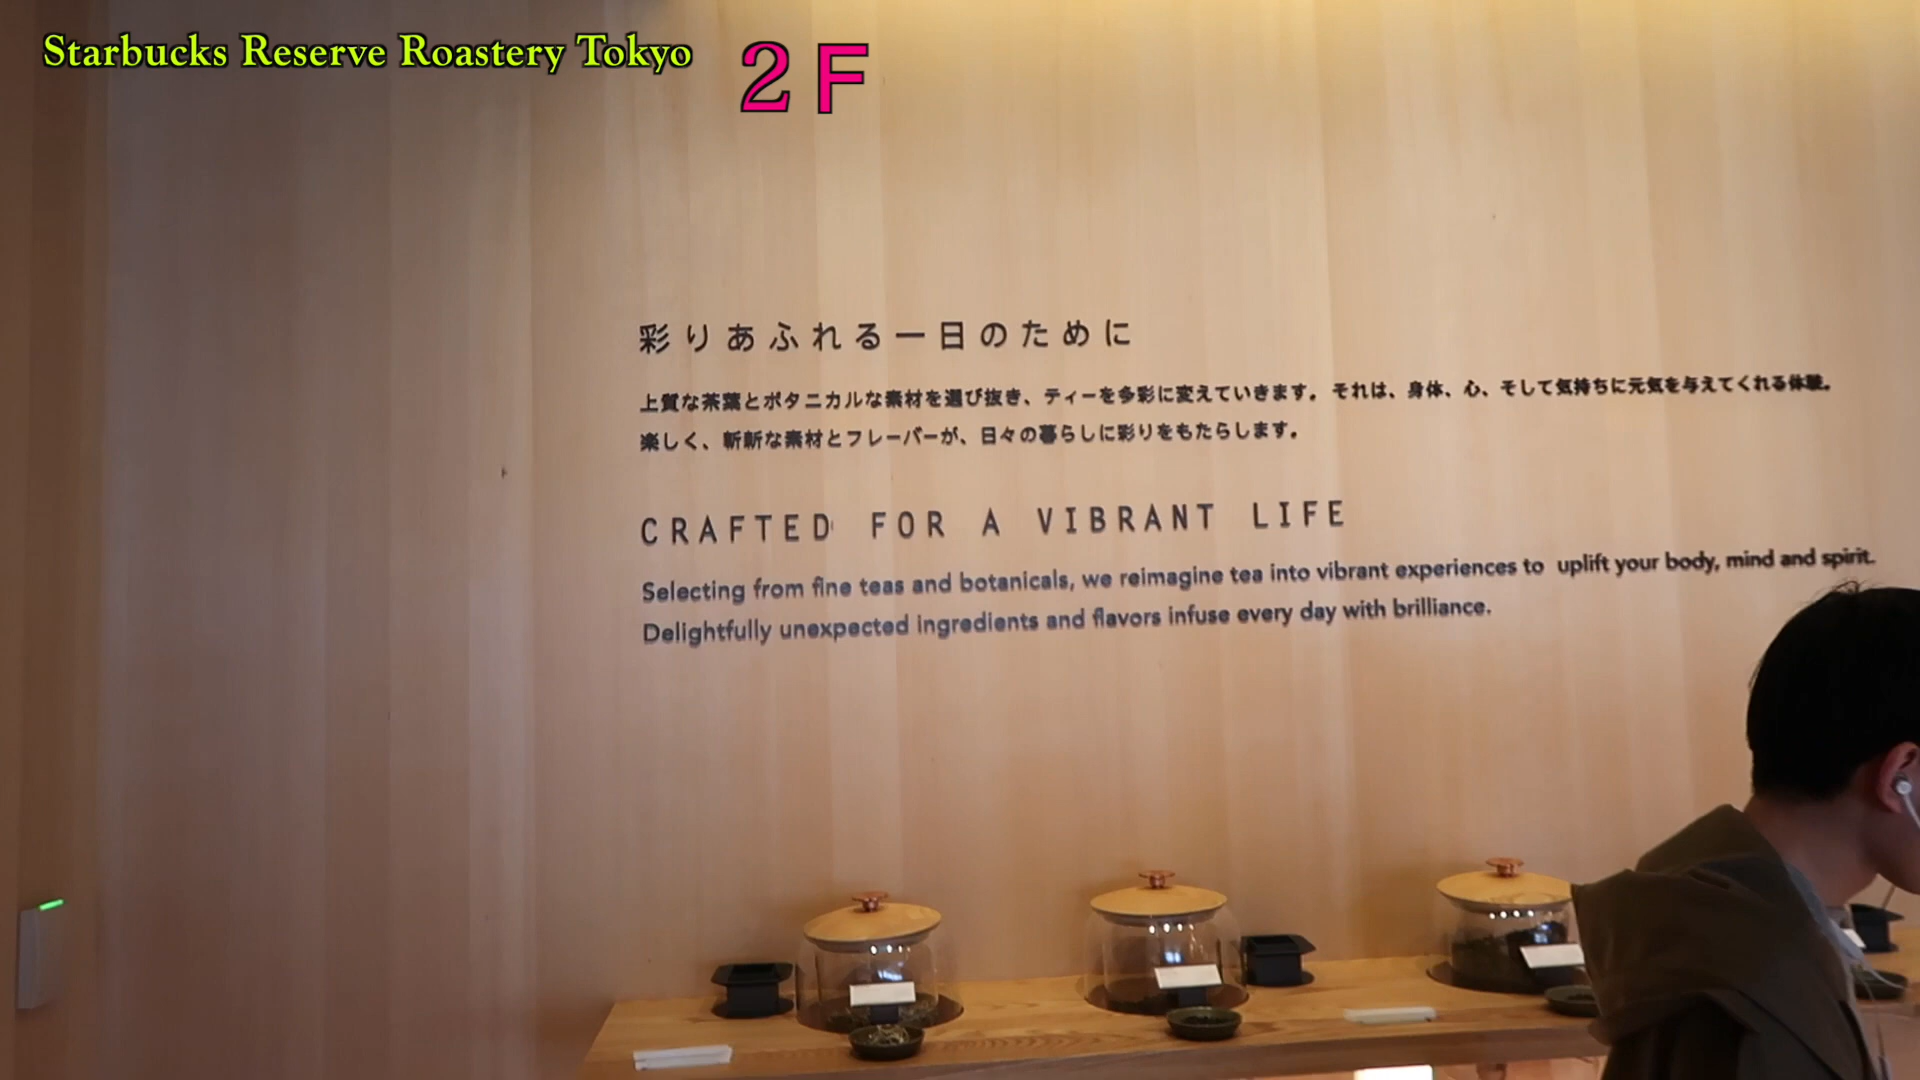 Starbucks Reserve Roastery Tokyo
2F
彩りあふれる一日のために
上質な茶葉とボタニカルな素材を選び抜き、ティーを多彩に変えていきます。それは、身体、心、そして気持ちに元気を与えてくれる体験。
楽しく、斬新な素材とフレーバーが、日々の暮らしに彩りをもたらします。
CRAFTED FOR A VIBRANT LIFE
Selecting from fine teas and botanicals, we reimagine tea into vibrant experiences to uplift your body, mind and spirit.
Delightfully unexpected ingredients and flavors infuse every day with brilliance.